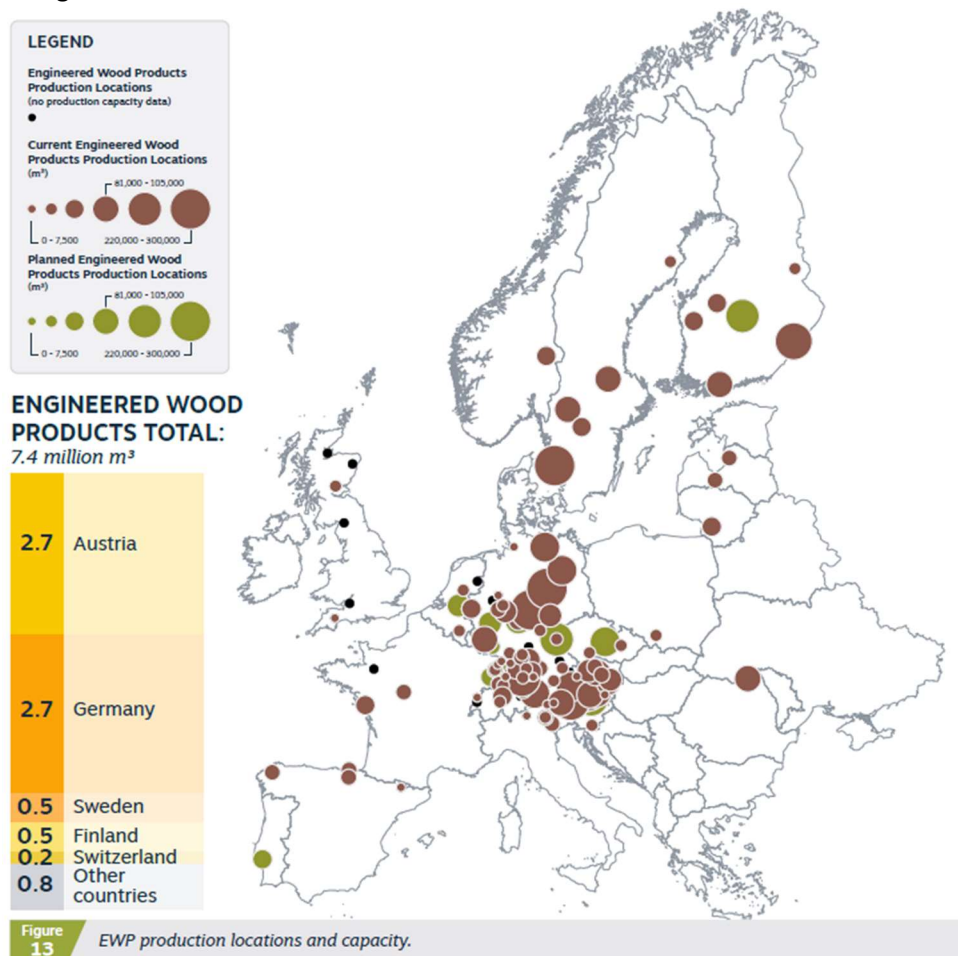 LEGEND
Engineered Wood Products
Production Locations
(no production capacity data)
Current Engineered Wood
Products Production Locations
(m³)
81,000 - 105,000
0 - 7,500
220,000 - 300,000
Planned Engineered Wood
Products Production Locations
(m³)
81,000 - 105,000
0 - 7,500
220,000 - 300,000
ENGINEERED WOOD
PRODUCTS TOTAL:
7.4 million m³
2.7 Austria
2.7 Germany
0.5 Sweden
0.5 Finland
0.2 Switzerland
0.8 Other
countries
Figure
13
EWP production locations and capacity.